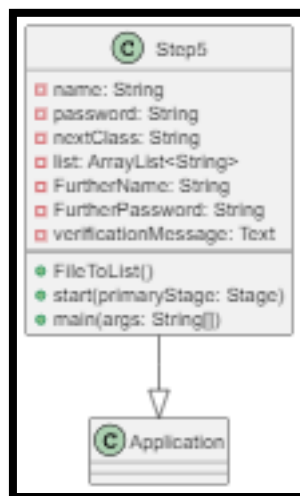 C Step5
name: String
password: String
nextClass: String
list: ArrayList<String>
FurtherName: String
FurtherPassword: String
verificationMessage: Text
FileToList()
start(primaryStage: Stage)
main(args: String[])
C Application